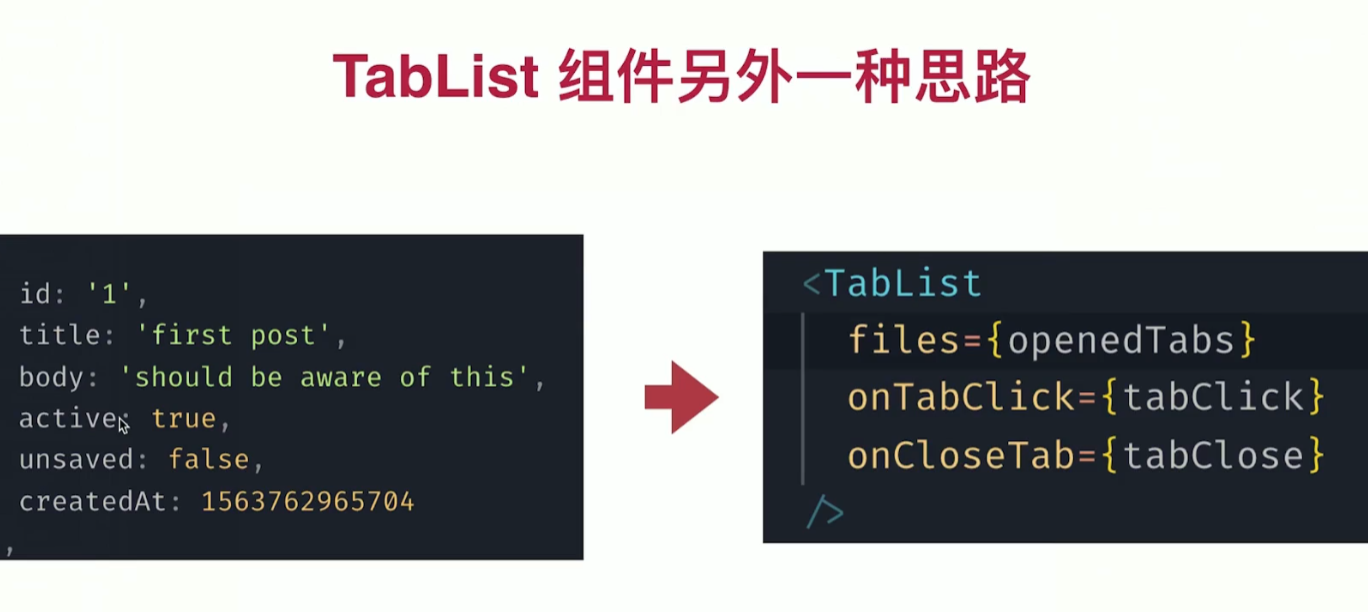 TabList 组件另外一种思路
id: '1',
title: 'first post',
body: 'should be aware of this',
active: true,
unsaved: false,
createdAt: 1563762965704
,
<TabList
files={openedTabs}
onTabClick={tabClick}
onCloseTab={tabClose}
/>